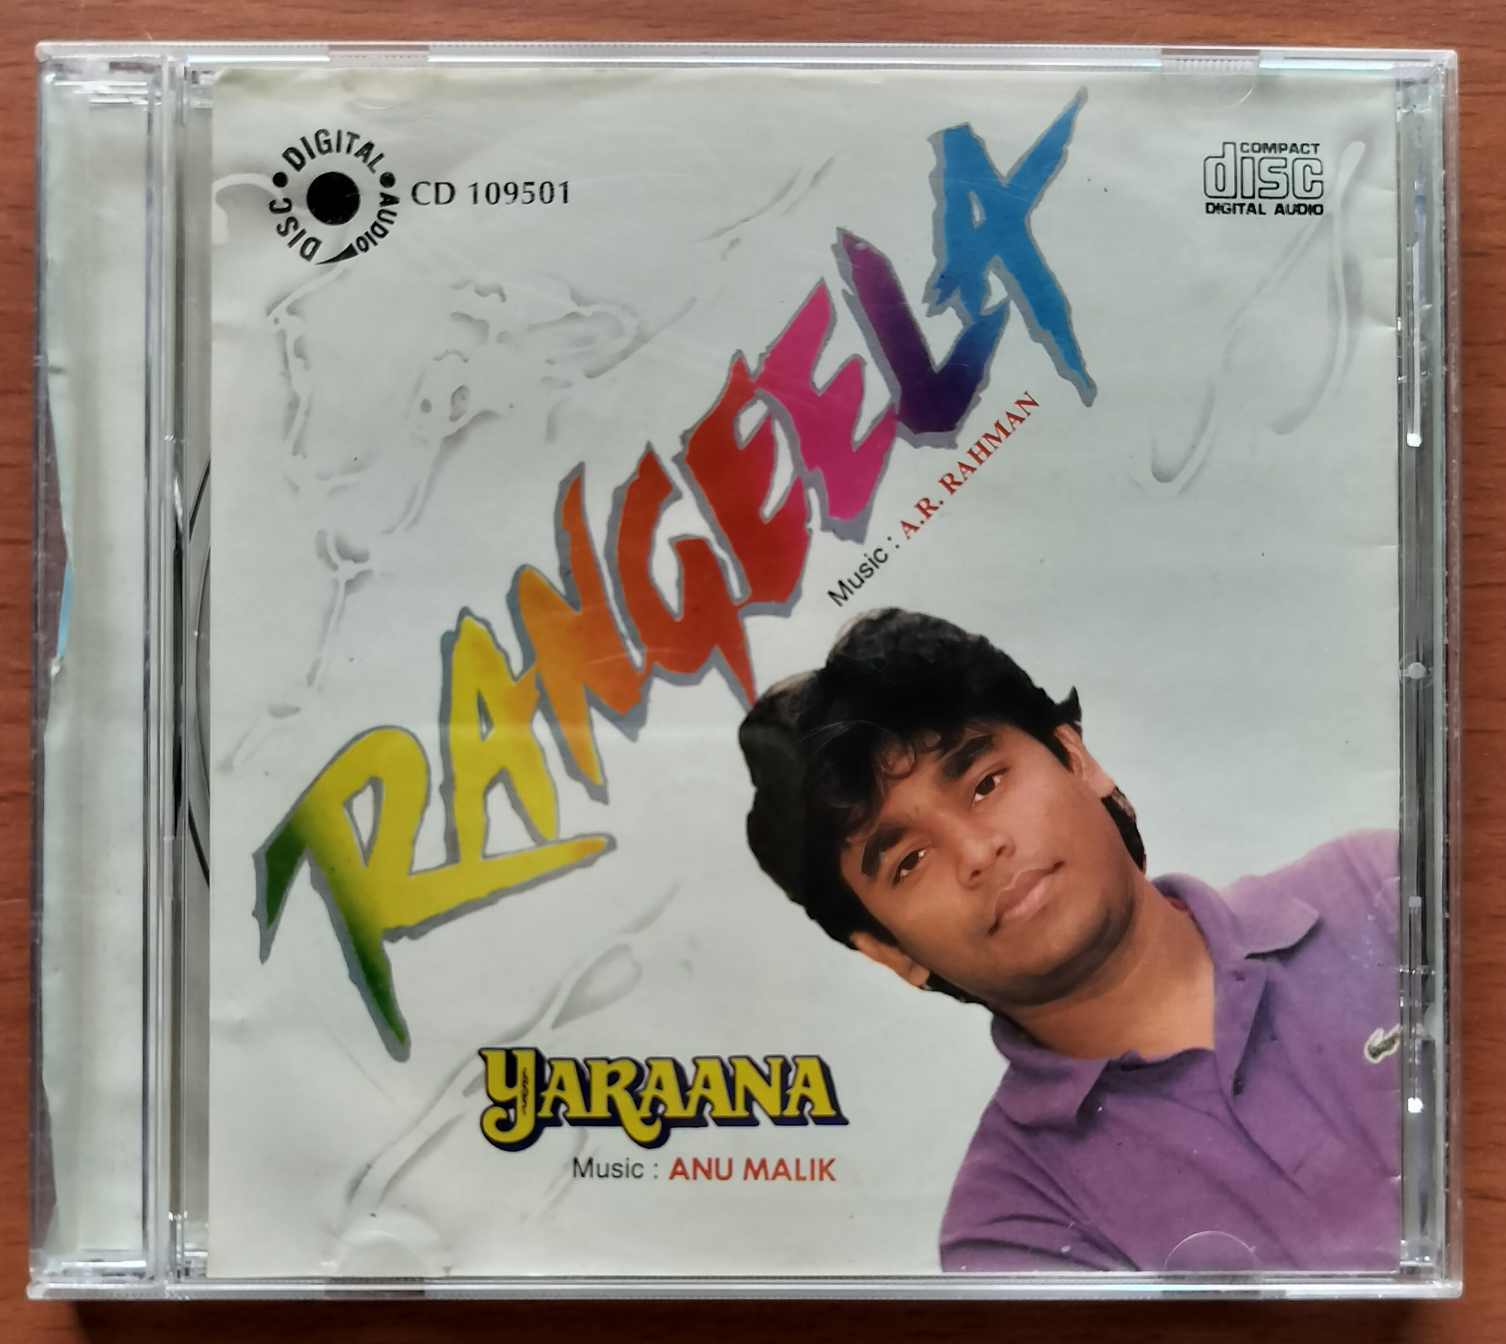 DISC • DIGITAL • AUDIO
CD 109501
COMPACT
disc
DIGITAL AUDIO
RANGEELA
Music : A.R. RAHMAN
YARAANA
Music : ANU MALIK